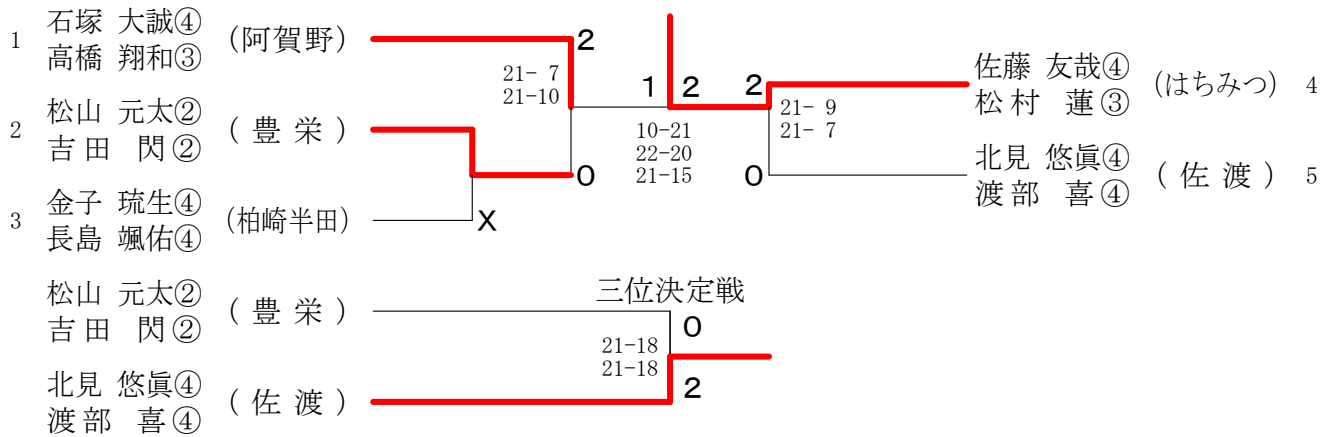 1 石塚 大誠④ 高橋 翔和③ (阿賀野) 2
21- 7
21-10
2 松山 元太② 吉田 閃② (豊栄) 0
3 金子 琉生④ 長島 颯佑④ (柏崎半田) X
1 2
10-21
22-20
21-15
2 佐藤 友哉④ 松村 蓮③ (はちみつ) 4
21- 9
21- 7
0 北見 悠眞④ 渡部 喜④ (佐渡) 5
三位決定戦
松山 元太② 吉田 閃② (豊栄) 0
21-18
21-18
北見 悠眞④ 渡部 喜④ (佐渡) 2